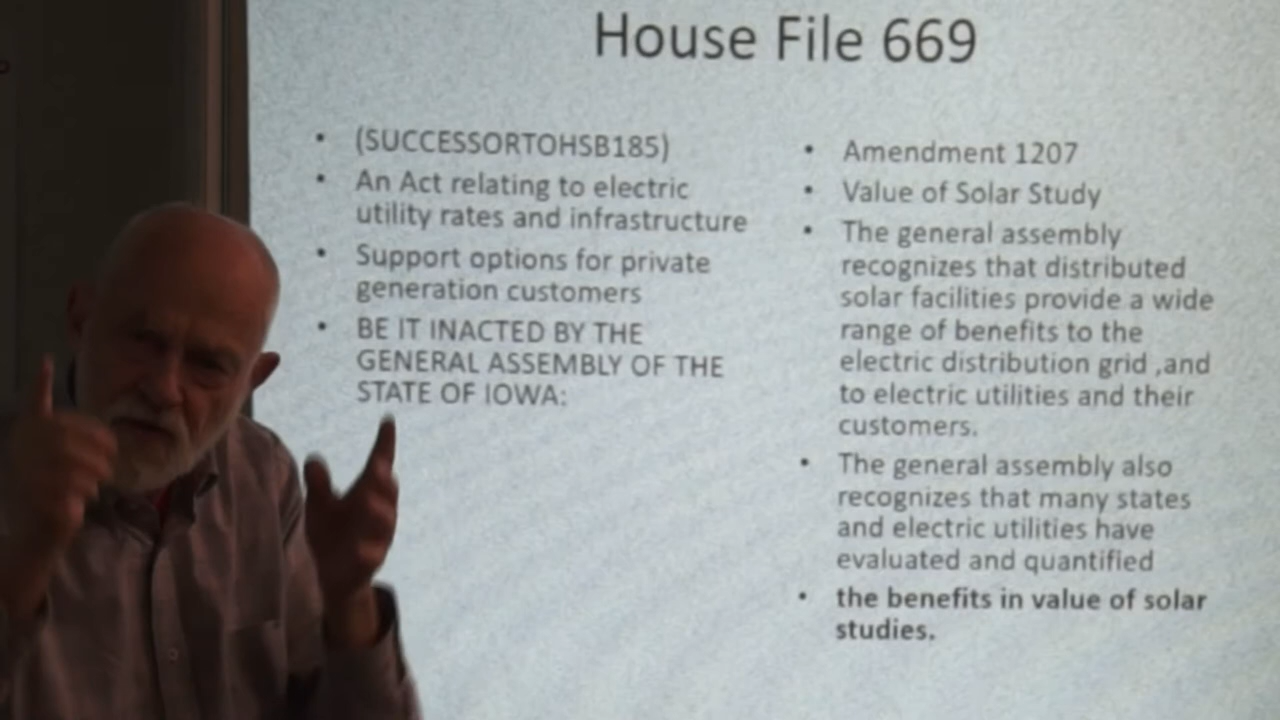 House File 669
• (SUCCESSORTOHSB185)
• An Act relating to electric
utility rates and infrastructure
• Support options for private
generation customers
• BE IT INACTED BY THE
GENERAL ASSEMBLY OF THE
STATE OF IOWA:
• Amendment 1207
• Value of Solar Study
• The general assembly
recognizes that distributed
solar facilities provide a wide
range of benefits to the
electric distribution grid ,and
to electric utilities and their
customers.
• The general assembly also
recognizes that many states
and electric utilities have
evaluated and quantified
• the benefits in value of solar
studies.